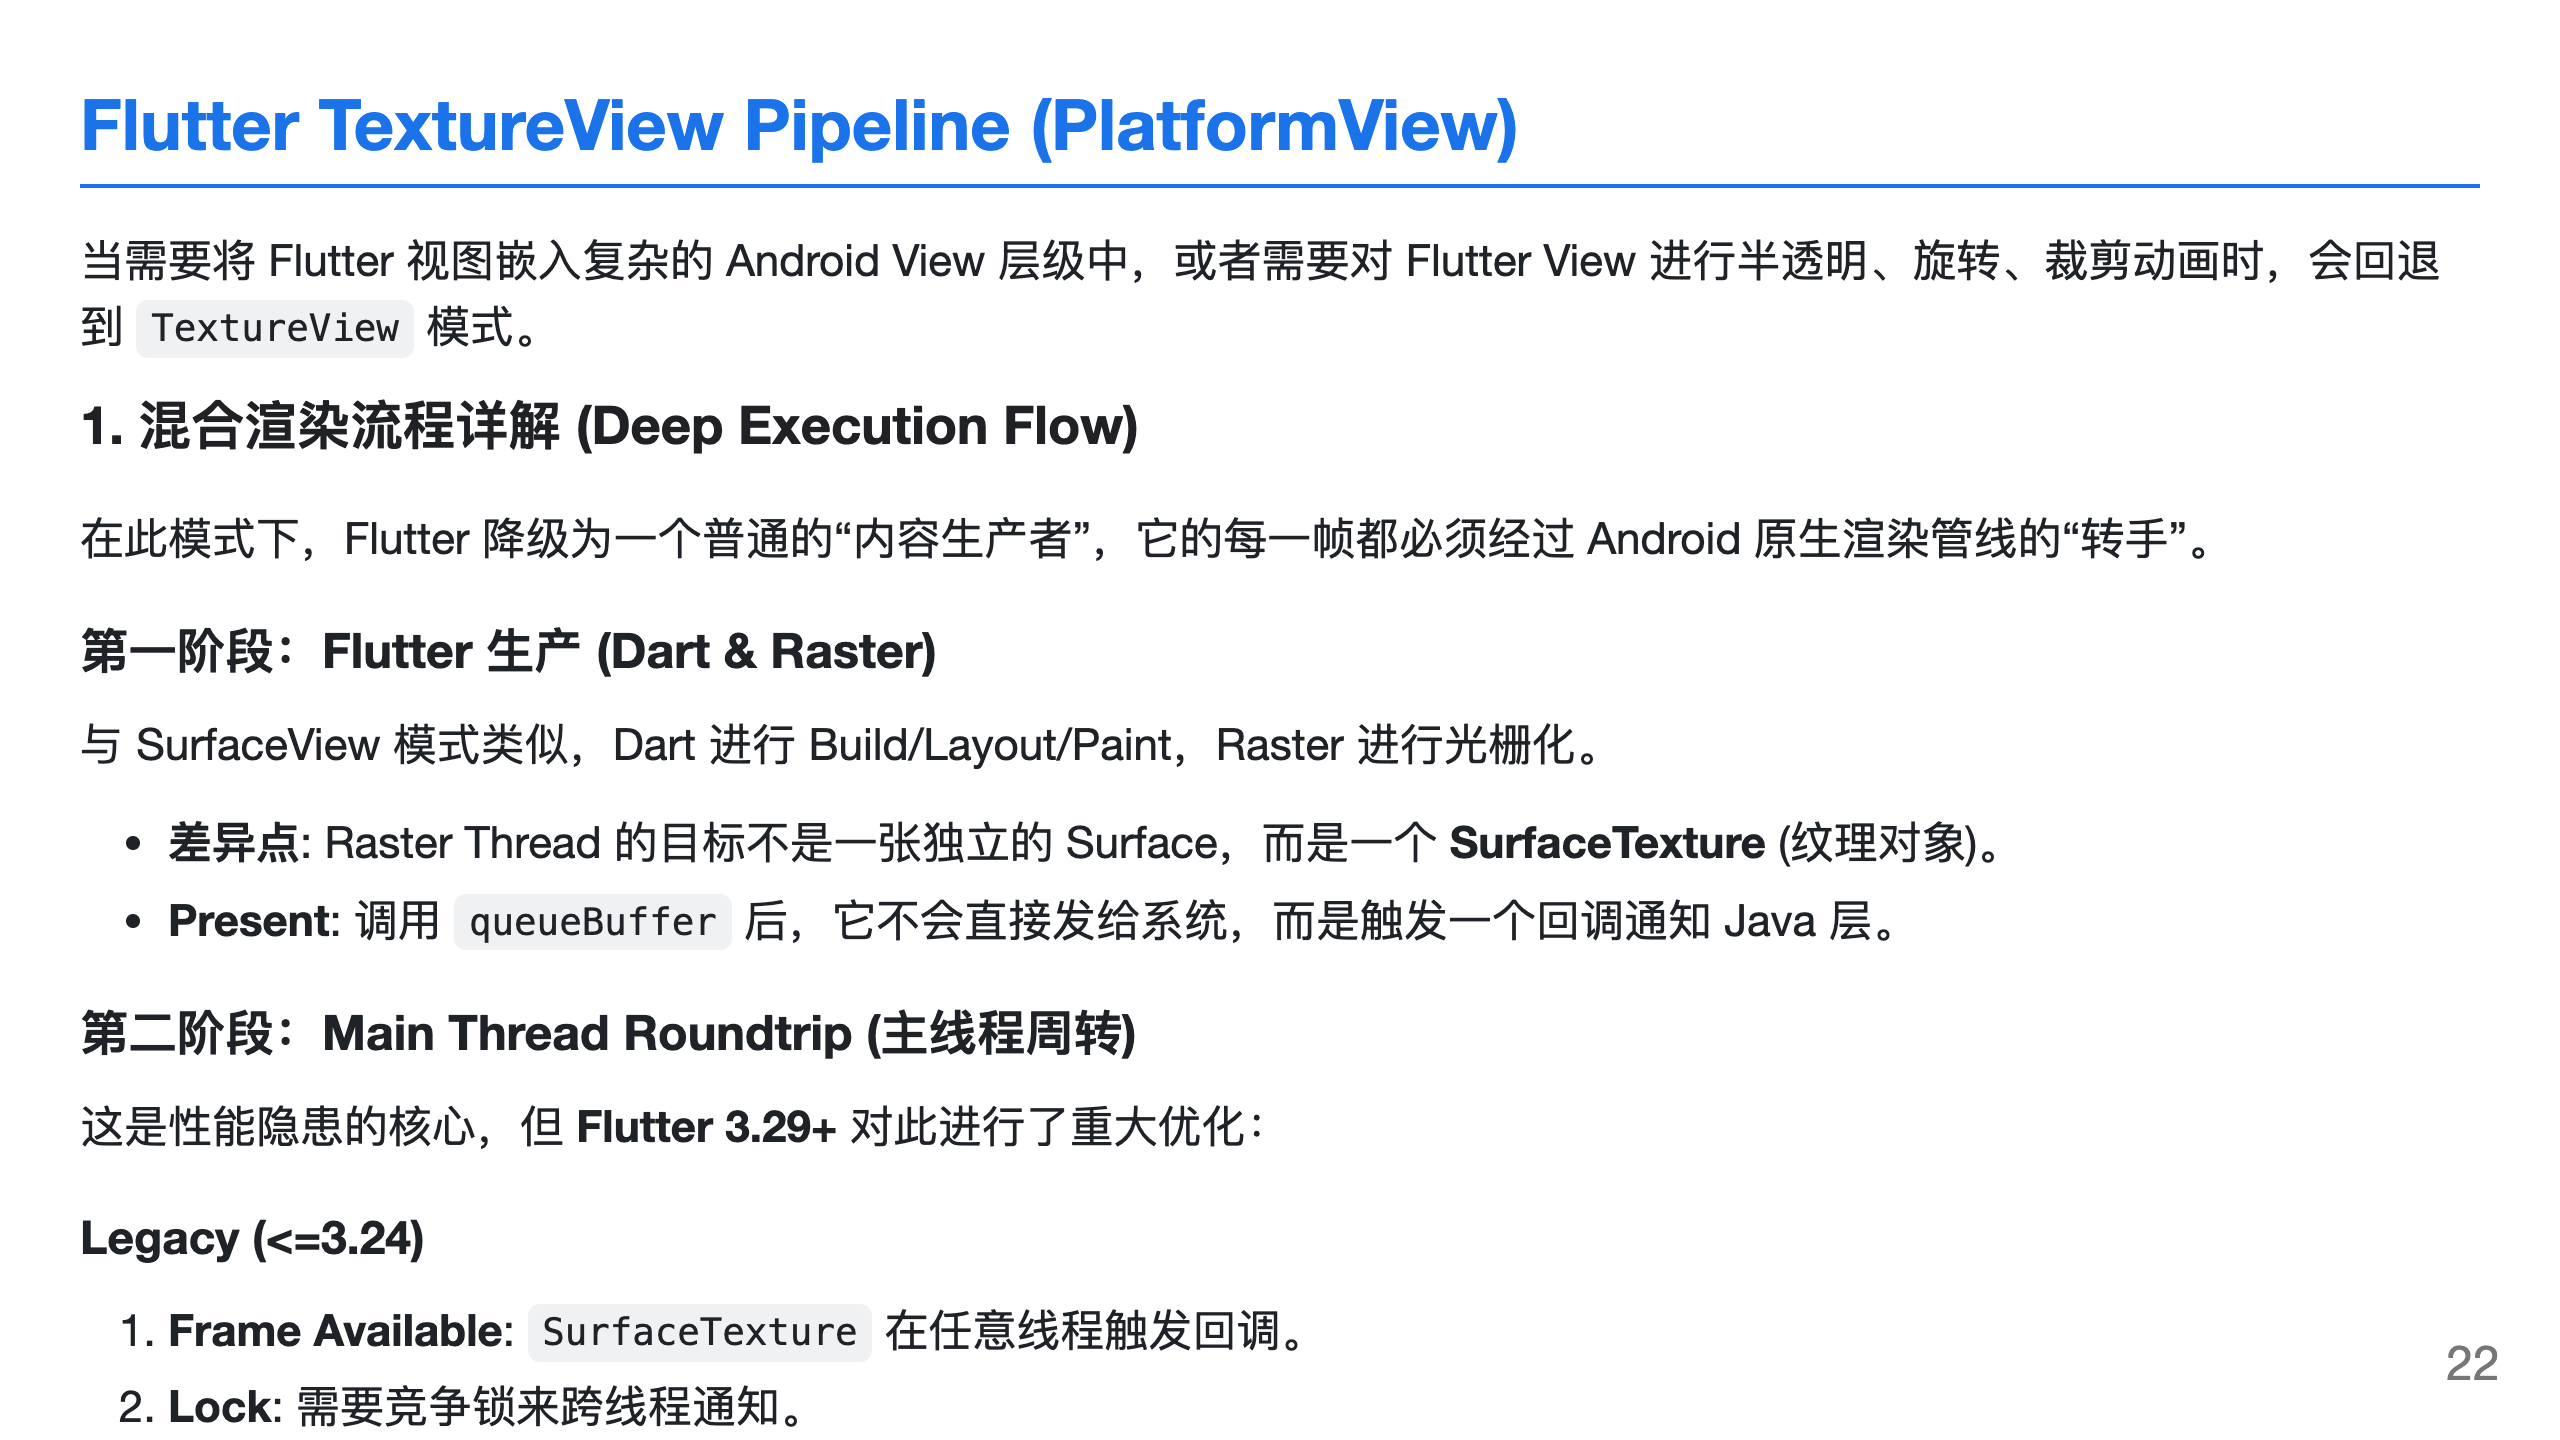 Flutter TextureView Pipeline (PlatformView)
当需要将 Flutter 视图嵌入复杂的 Android View 层级中，或者需要对 Flutter View 进行半透明、旋转、裁剪动画时，会回退
到 TextureView 模式。
1. 混合渲染流程详解 (Deep Execution Flow)
在此模式下，Flutter 降级为一个普通的“内容生产者”，它的每一帧都必须经过 Android 原生渲染管线的“转手”。
第一阶段：Flutter 生产 (Dart & Raster)
与 SurfaceView 模式类似，Dart 进行 Build/Layout/Paint，Raster 进行光栅化。
• 差异点: Raster Thread 的目标不是一张独立的 Surface，而是一个 SurfaceTexture (纹理对象)。
• Present: 调用 queueBuffer 后，它不会直接发给系统，而是触发一个回调通知 Java 层。
第二阶段：Main Thread Roundtrip (主线程周转)
这是性能隐患的核心，但 Flutter 3.29+ 对此进行了重大优化：
Legacy (<=3.24)
1. Frame Available: SurfaceTexture 在任意线程触发回调。
2. Lock: 需要竞争锁来跨线程通知。
22